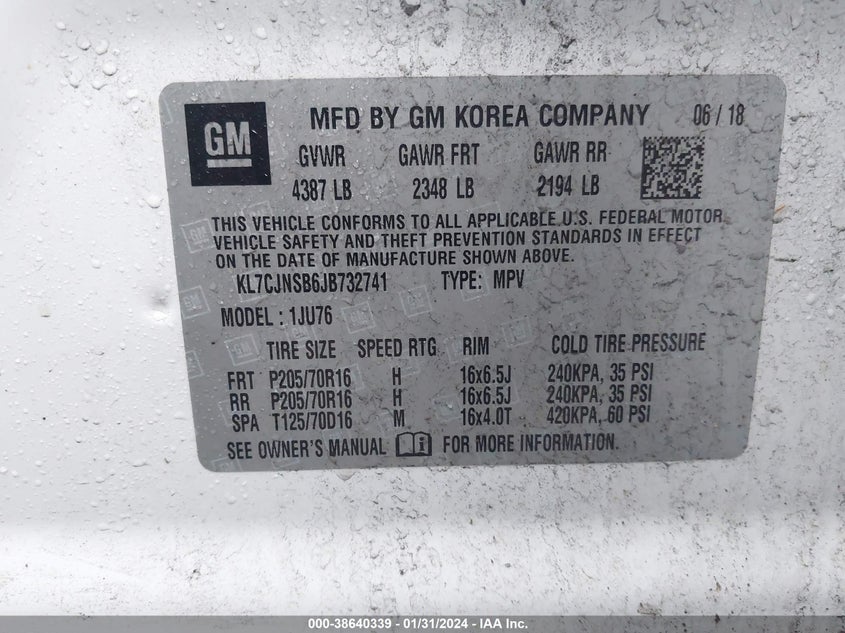 GM MFD BY GM KOREA COMPANY 06 / 18
GVWR GAWR FRT GAWR RR
4387 LB 2348 LB 2194 LB
THIS VEHICLE CONFORMS TO ALL APPLICABLE U.S. FEDERAL MOTOR
VEHICLE SAFETY AND THEFT PREVENTION STANDARDS IN EFFECT
ON THE DATE OF MANUFACTURE SHOWN ABOVE.
KL7CJNSB6JB732741 TYPE: MPV
MODEL : 1JU76
TIRE SIZE SPEED RTG RIM COLD TIRE PRESSURE
FRT P205/70R16 H 16x6.5J 240KPA, 35 PSI
RR P205/70R16 H 16x6.5J 240KPA, 35 PSI
SPA T125/70D16 M 16x4.0T 420KPA, 60 PSI
SEE OWNER'S MANUAL FOR MORE INFORMATION.
000-38640339 - 01/31/2024 - IAA Inc.